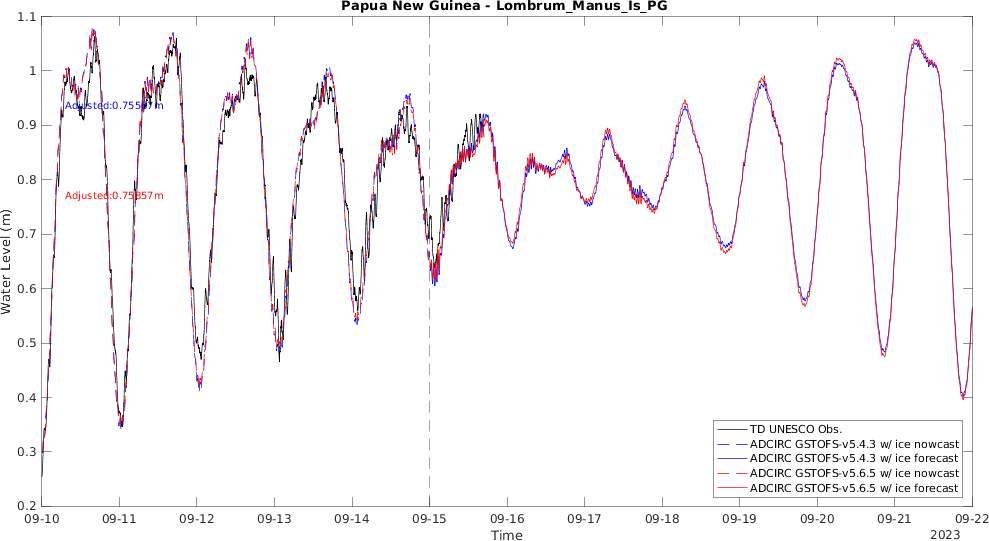 Papua New Guinea - Lombrum_Manus_Is_PG
1.1
1
0.9
0.8
0.7
0.6
0.5
0.4
0.3
0.2
Water Level (m)
Adjusted:0.75857m
TD UNESCO Obs.
ADCIRC GSTOFS-v5.4.3 w/ ice nowcast
ADCIRC GSTOFS-v5.4.3 w/ ice forecast
ADCIRC GSTOFS-v5.6.5 w/ ice nowcast
ADCIRC GSTOFS-v5.6.5 w/ ice forecast
09-10 09-11 09-12 09-13 09-14 09-15 09-16 09-17 09-18 09-19 09-20 09-21 09-22
Time
2023